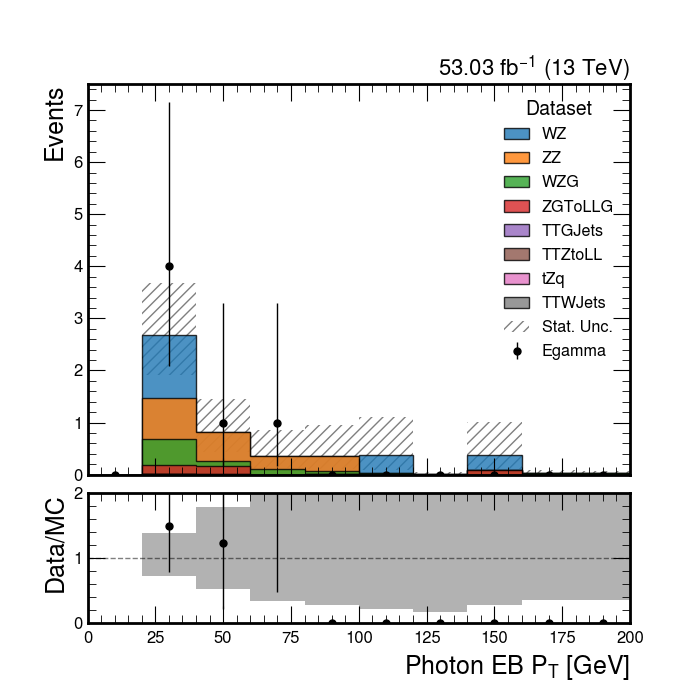 53.03 fb⁻¹ (13 TeV)
Events
7
6
5
4
3
2
1
0
Dataset
WZ
ZZ
WZG
ZGToLLG
TTGJets
TTZtoLL
tZq
TTWJets
Stat. Unc.
Egamma
Data/MC
2
1
0
0 25 50 75 100 125 150 175 200
Photon EB P_T [GeV]